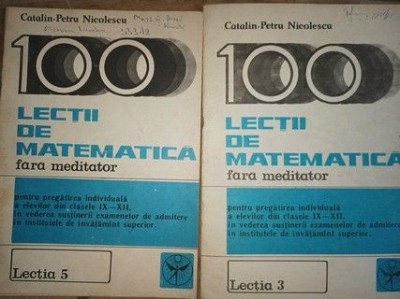 Catalin-Petru Nicolescu
100
LECTII
DE
MATEMATICĂ
fara meditator
pentru pregătirea individuală
a elevilor din clasele IX—XII,
în vederea susținerii examenelor de admitere
în institutele de învățămînt superior.
Lectia 5
Catalin-Petru Nicolescu
100
LECTII
DE
MATEMATICĂ
fara meditator
pentru pregătirea individuală
a elevilor din clasele IX—XII,
în vederea susținerii examenelor de admitere
în institutele de învățămînt superior.
Lectia 3